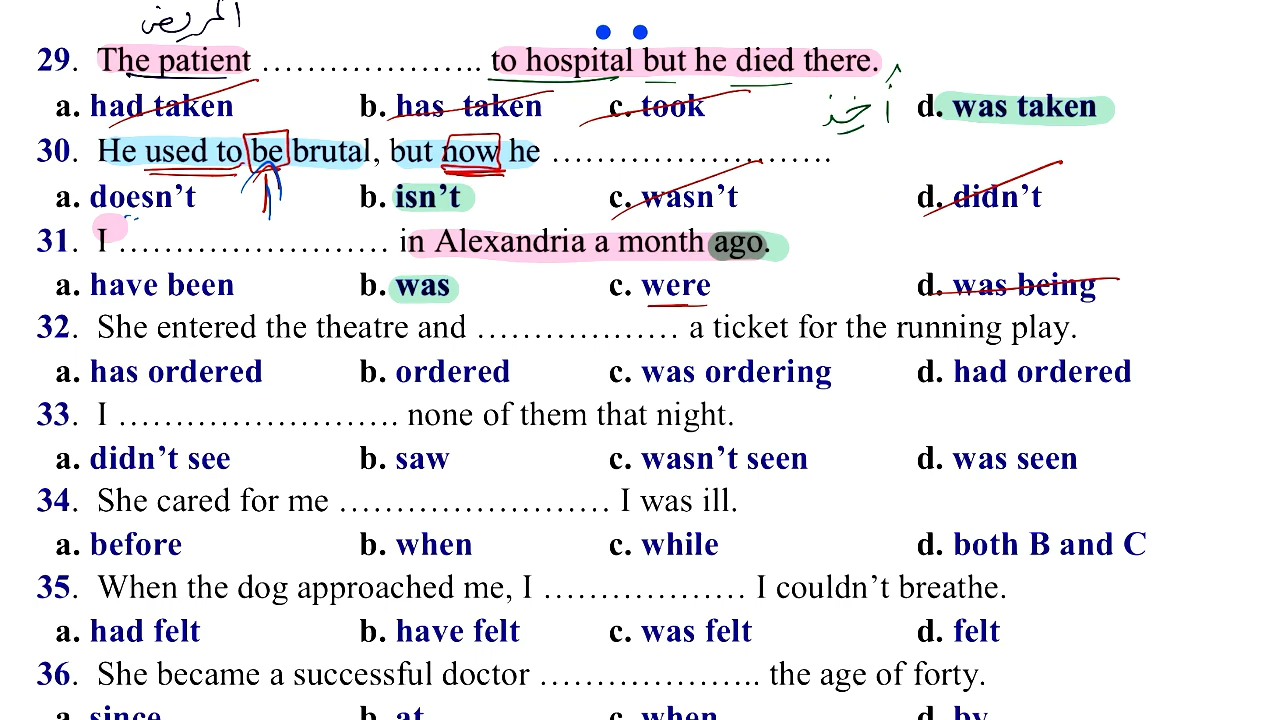 المريض
29. The patient ………………….. to hospital but he died there.
a. had taken b. has taken c. took أُخِذَ d. was taken
30. He used to be brutal, but now he ……………………….
a. doesn't b. isn't c. wasn't d. didn't
31. I ……………………… in Alexandria a month ago.
a. have been b. was c. were d. was being
32. She entered the theatre and ……………… a ticket for the running play.
a. has ordered b. ordered c. was ordering d. had ordered
33. I ………………………. none of them that night.
a. didn't see b. saw c. wasn't seen d. was seen
34. She cared for me ……………………… I was ill.
a. before b. when c. while d. both B and C
35. When the dog approached me, I ………………… I couldn't breathe.
a. had felt b. have felt c. was felt d. felt
36. She became a successful doctor ………………….. the age of forty.
a. since b. at c. when d. by